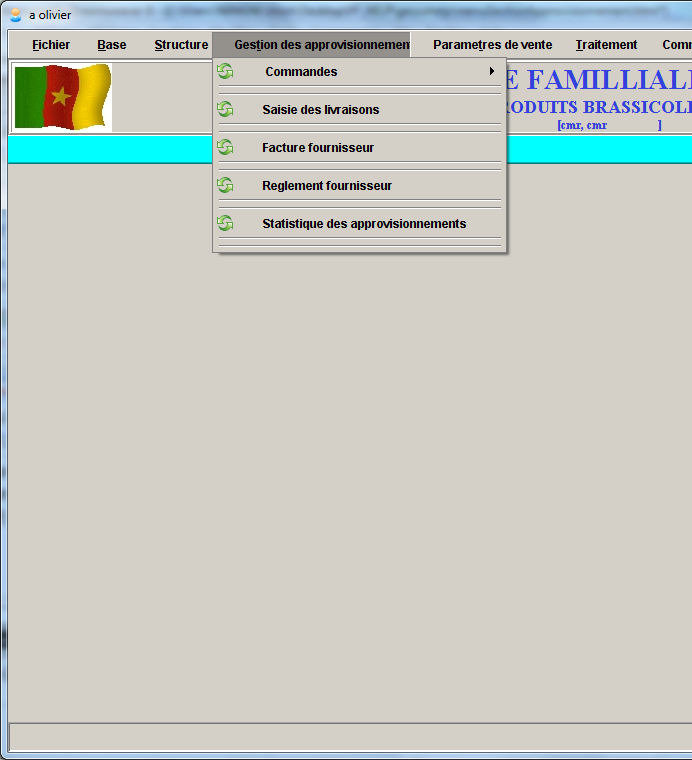 a olivier
Fichier Base Structure Gestion des approvisionnemen Parametres de vente Traitement Comm
E FAMILLIALE
RODUITS BRASSICOLE
[cmr, cmr ]
Commandes
Saisie des livraisons
Facture fournisseur
Reglement fournisseur
Statistique des approvisionnements